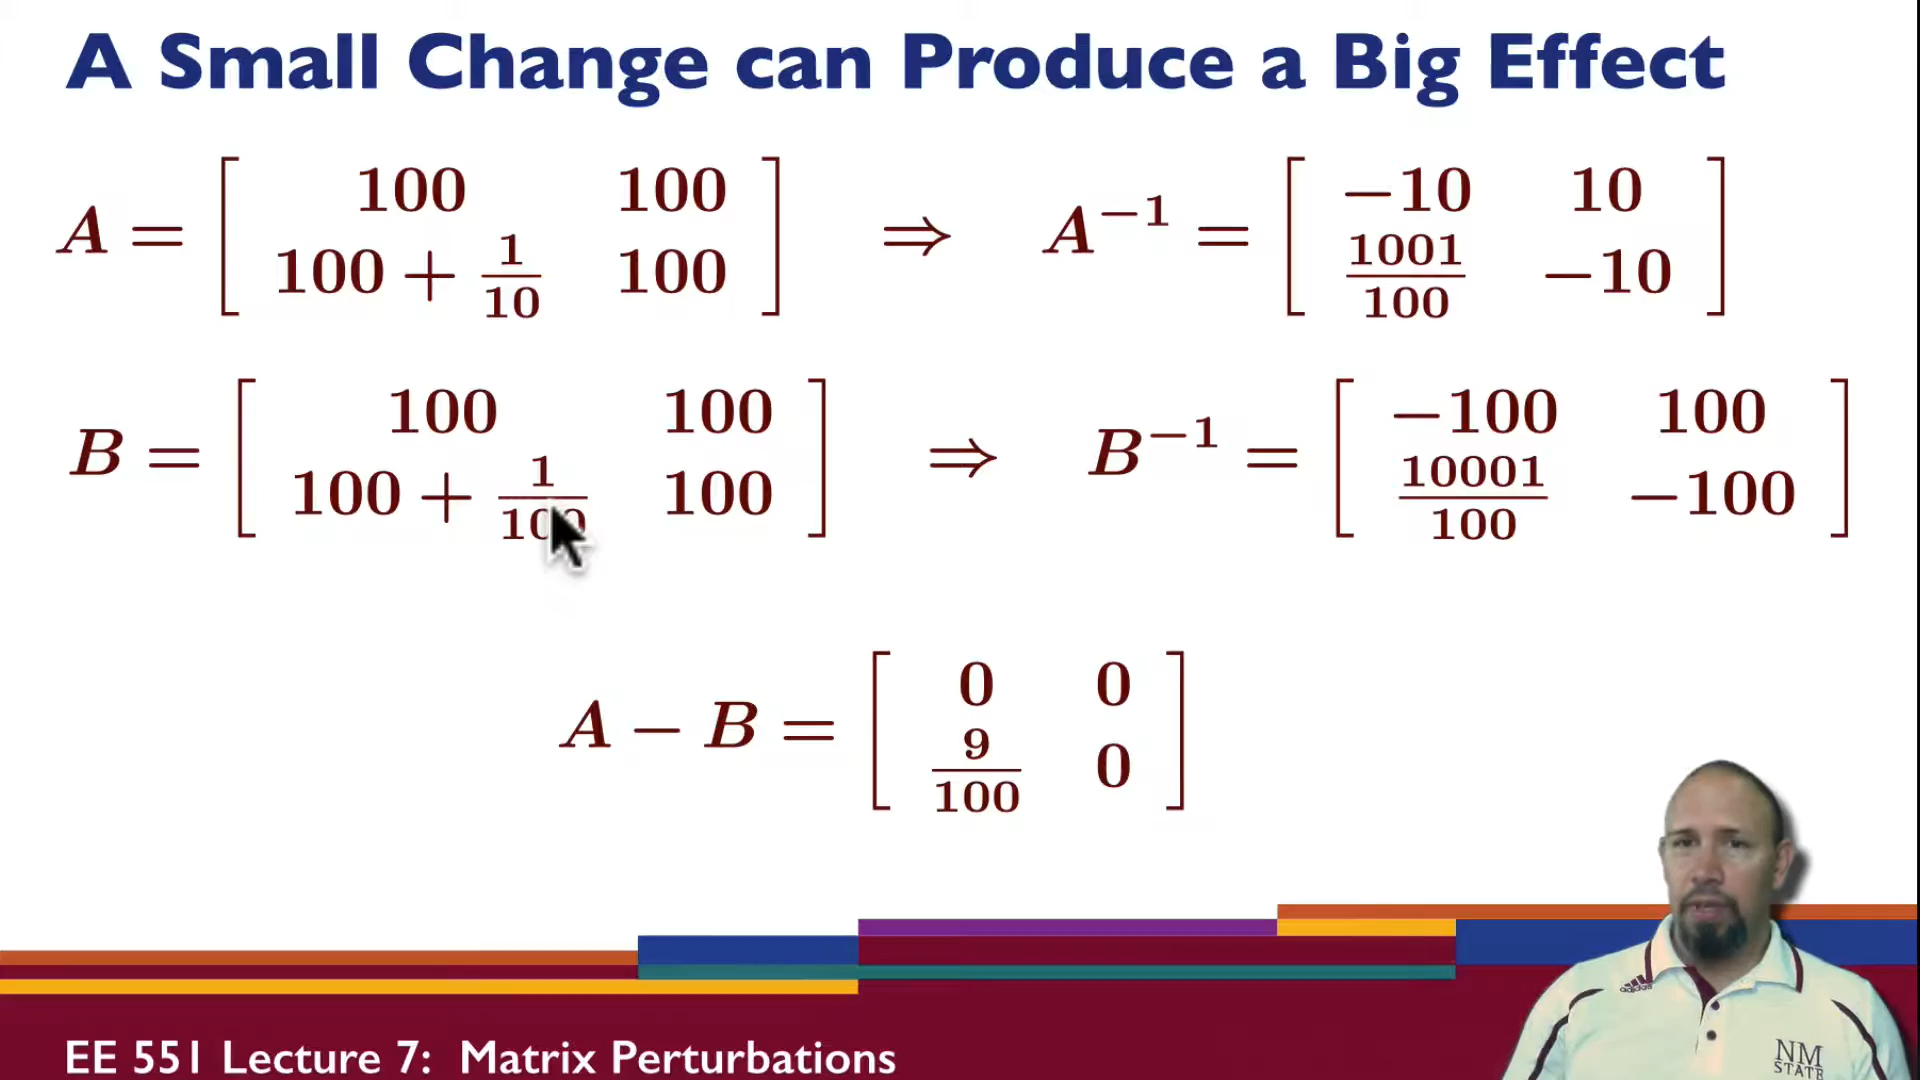 A Small Change can Produce a Big Effect
A = [ 100 100 ; 100 + 1/10 100 ] ⇒ A⁻¹ = [ −10 10 ; 1001/100 −10 ]
B = [ 100 100 ; 100 + 1/100 100 ] ⇒ B⁻¹ = [ −100 100 ; 10001/100 −100 ]
A − B = [ 0 0 ; 9/100 0 ]
adidas
NM
STATE
EE 551 Lecture 7: Matrix Perturbations